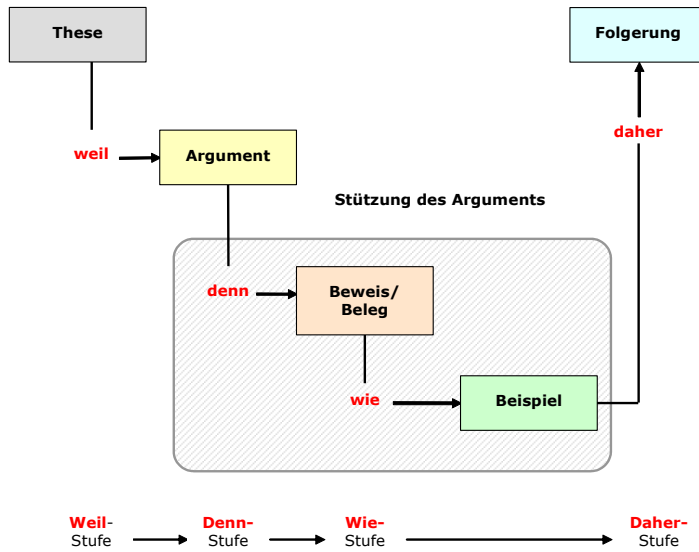 These
Folgerung
daher
weil
Argument
Stützung des Arguments
denn
Beweis/
Beleg
wie
Beispiel
Weil-
Stufe
Denn-
Stufe
Wie-
Stufe
Daher-
Stufe